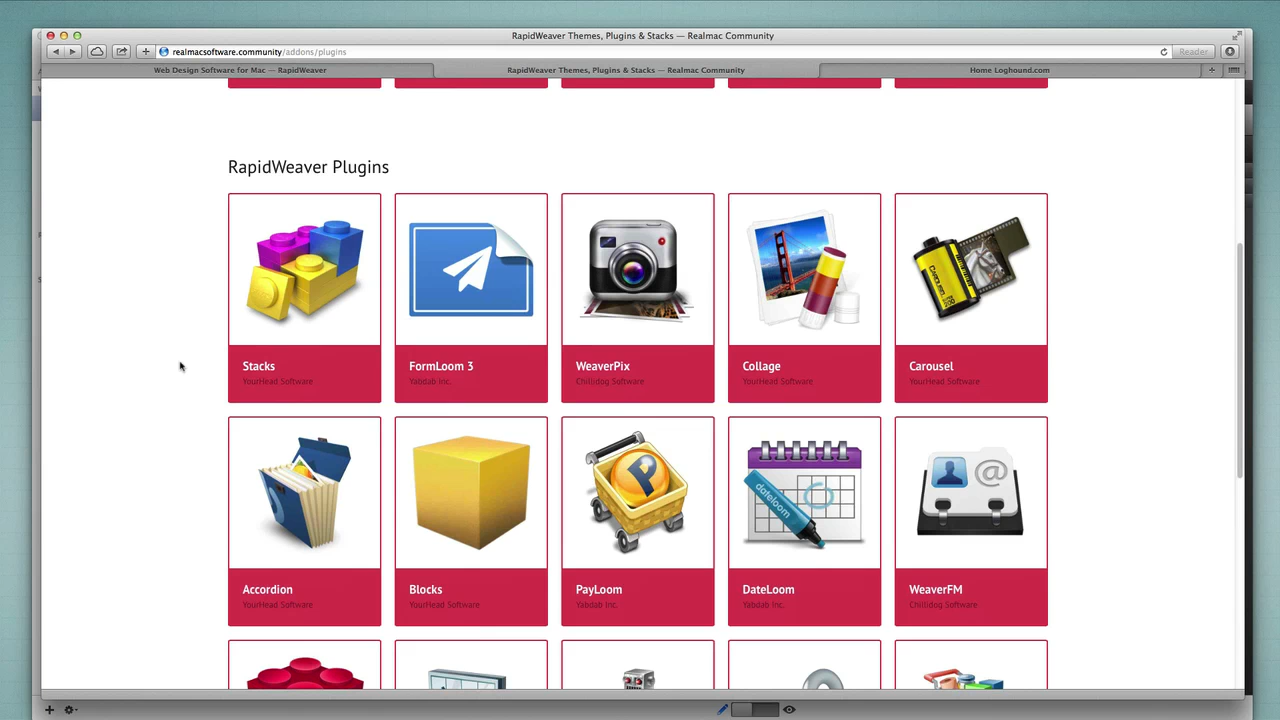 RapidWeaver Themes, Plugins & Stacks — Realmac Community
realmacsoftware.community/addons/plugins
Reader
Web Design Software for Mac — RapidWeaver
RapidWeaver Themes, Plugins & Stacks — Realmac Community
Home Loghound.com
RapidWeaver Plugins
Stacks
YourHead Software
FormLoom 3
Yabdab Inc.
WeaverPix
Chillidog Software
Collage
YourHead Software
Carousel
YourHead Software
Accordion
YourHead Software
Blocks
YourHead Software
PayLoom
Yabdab Inc.
dateloom
DateLoom
Yabdab Inc.
WeaverFM
Chillidog Software